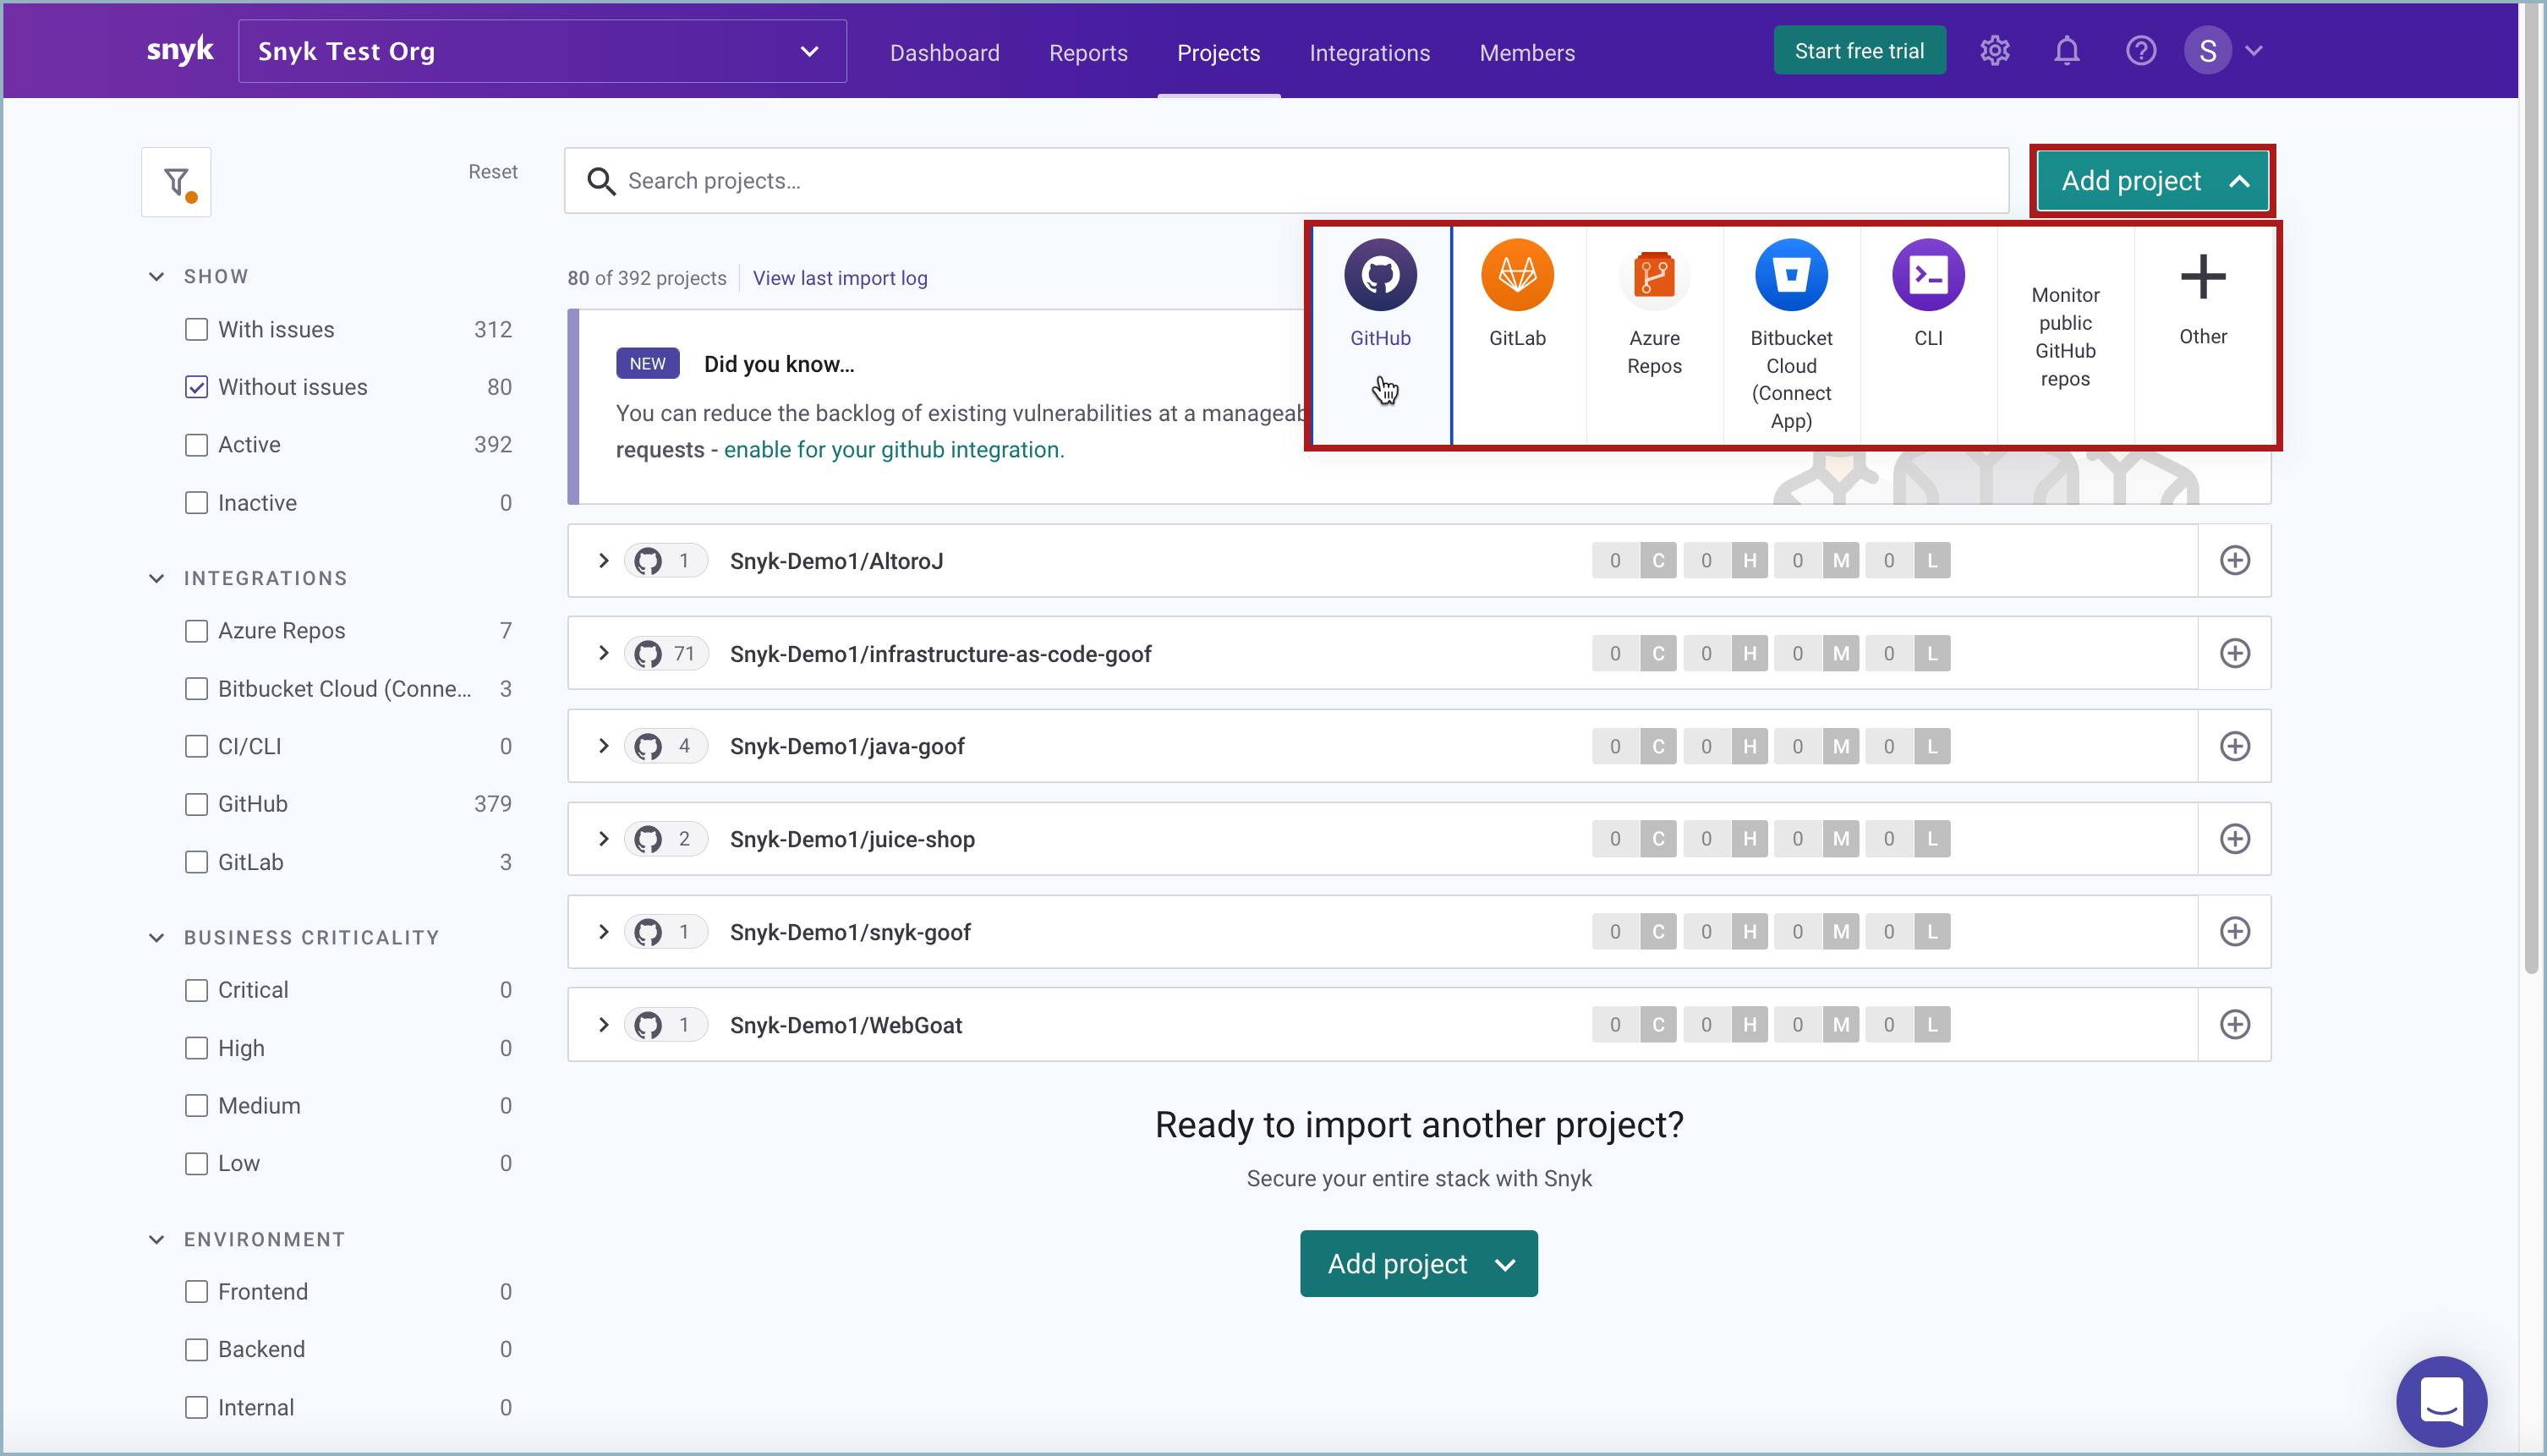 snyk
Snyk Test Org
Dashboard
Reports
Projects
Integrations
Members
Start free trial
S
Reset
Search projects...
Add project
GitHub
GitLab
Azure
Repos
Bitbucket
Cloud
(Connect
App)
CLI
Monitor
public
GitHub
repos
Other
80 of 392 projects
View last import log
NEW Did you know...
You can reduce the backlog of existing vulnerabilities at a
requests - enable for your github integration.
SHOW
With issues 312
Without issues 80
Active 392
Inactive 0
INTEGRATIONS
Azure Repos 7
Bitbucket Cloud (Conne... 3
CI/CLI 0
GitHub 379
GitLab 3
BUSINESS CRITICALITY
Critical 0
High 0
Medium 0
Low 0
ENVIRONMENT
Frontend 0
Backend 0
Internal 0
1 Snyk-Demo1/AltoroJ 0 C 0 H 0 M 0 L
71 Snyk-Demo1/infrastructure-as-code-goof 0 C 0 H 0 M 0 L
4 Snyk-Demo1/java-goof 0 C 0 H 0 M 0 L
2 Snyk-Demo1/juice-shop 0 C 0 H 0 M 0 L
1 Snyk-Demo1/snyk-goof 0 C 0 H 0 M 0 L
1 Snyk-Demo1/WebGoat 0 C 0 H 0 M 0 L
Ready to import another project?
Secure your entire stack with Snyk
Add project